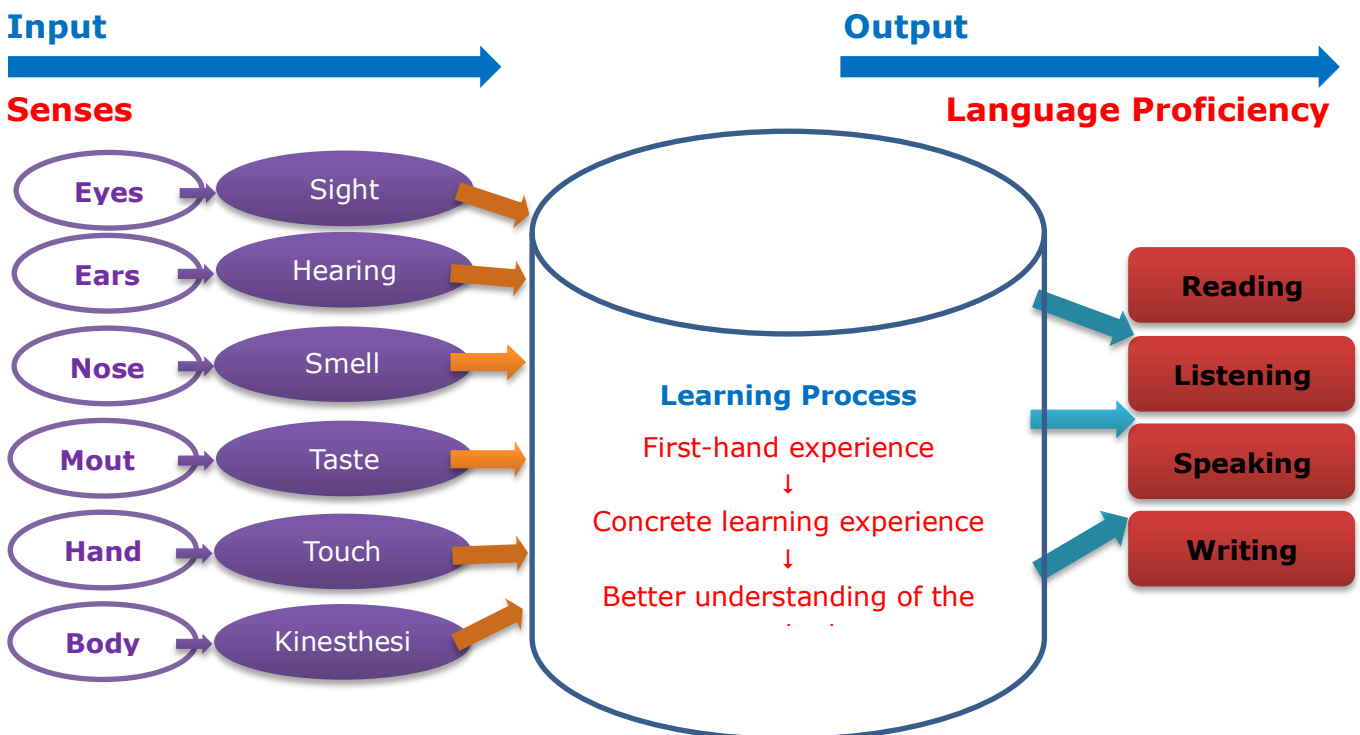 Input
Output
Senses
Language Proficiency
Eyes
Sight
Ears
Hearing
Nose
Smell
Mout
Taste
Hand
Touch
Body
Kinesthesi
Learning Process
First-hand experience
↓
Concrete learning experience
↓
Better understanding of the
Reading
Listening
Speaking
Writing